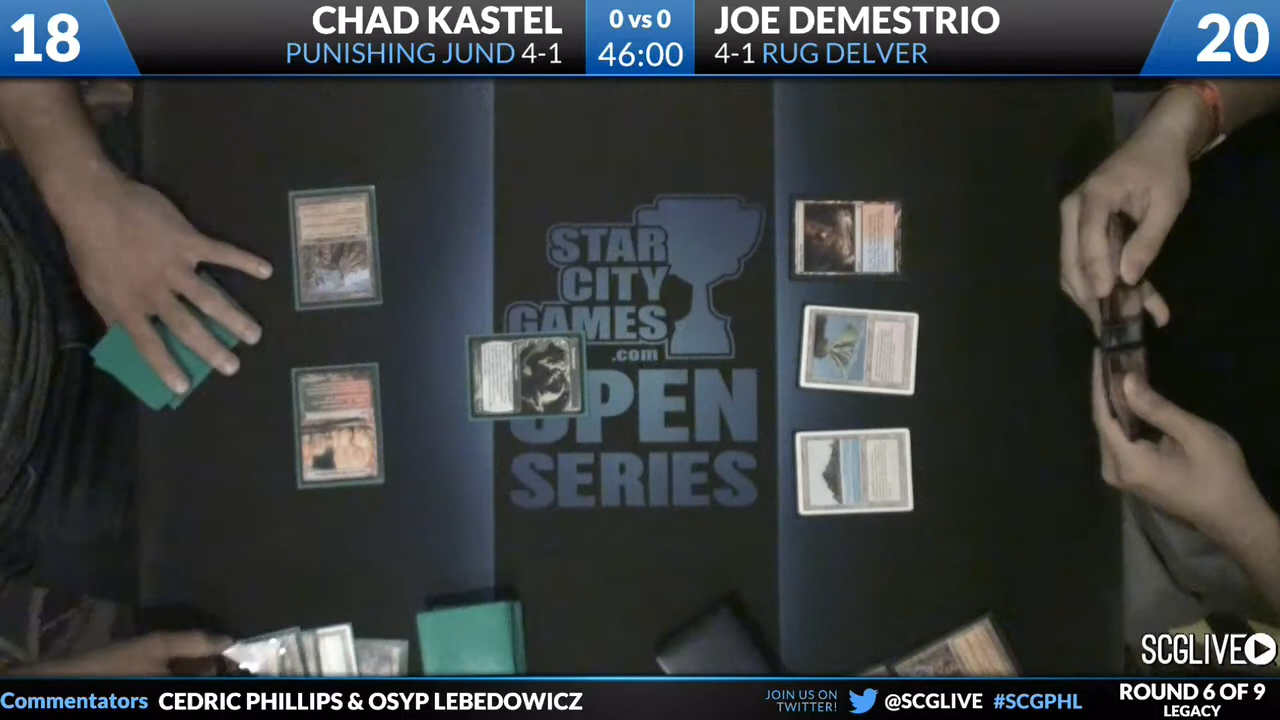 18
CHAD KASTEL
PUNISHING JUND 4-1
0 vs 0
46:00
JOE DEMESTRIO
4-1 RUG DELVER
20
STAR
CITY
GAMES
.com
OPEN
SERIES
SCGLIVE
Commentators CEDRIC PHILLIPS & OSYP LEBEDOWICZ
JOIN US ON
TWITTER!
@SCGLIVE #SCGPHL
ROUND 6 OF 9
LEGACY